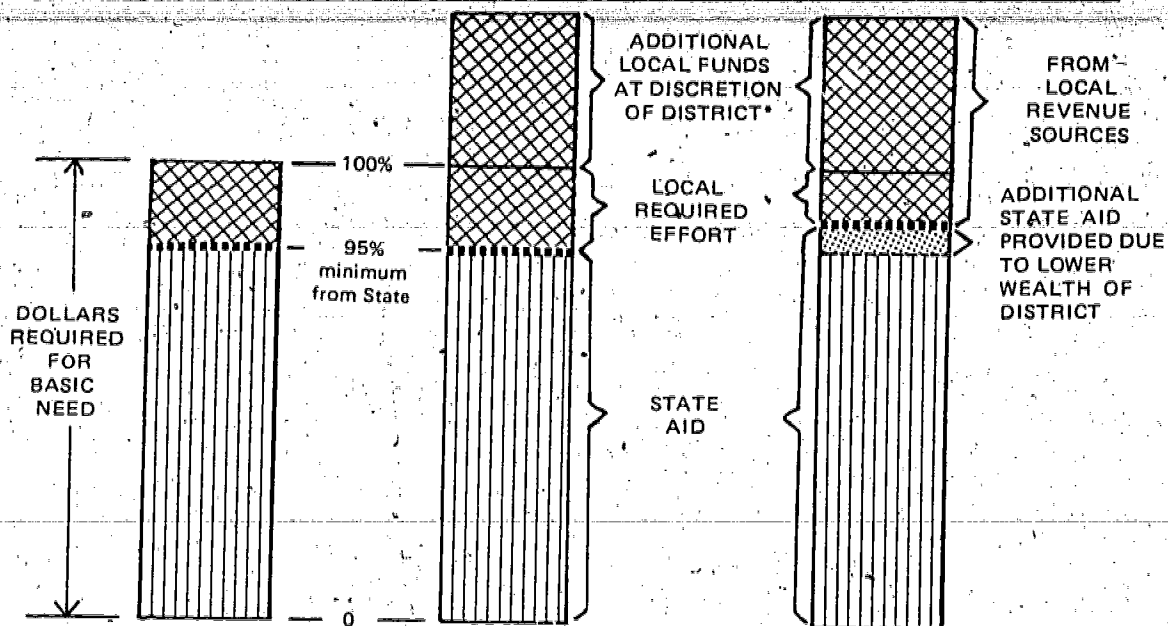 DOLLARS
REQUIRED
FOR
BASIC
NEED
100%
95%
minimum
from State
0
ADDITIONAL
LOCAL FUNDS
AT DISCRETION
OF DISTRICT*
LOCAL
REQUIRED
EFFORT
STATE
AID
FROM
LOCAL
REVENUE
SOURCES
ADDITIONAL
STATE AID
PROVIDED DUE
TO LOWER
WEALTH OF
DISTRICT